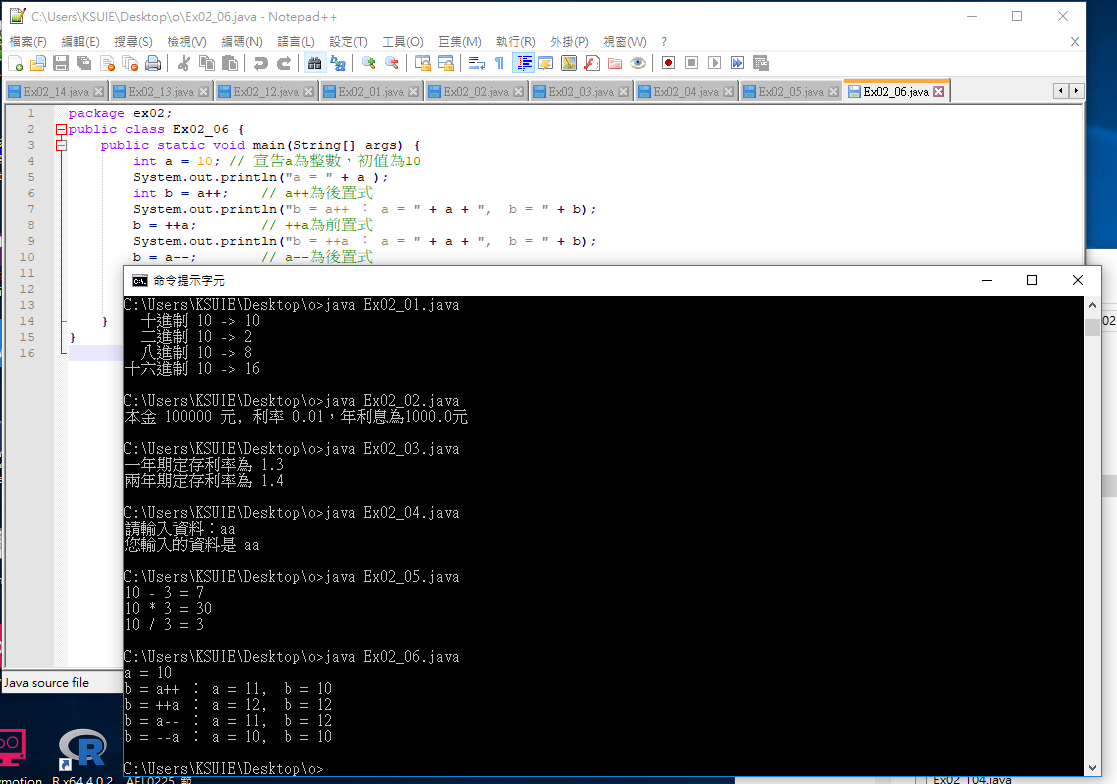 C:\Users\KSUIE\Desktop\o\Ex02_06.java - Notepad++
檔案(F) 編輯(E) 搜尋(S) 檢視(V) 編碼(N) 語言(L) 設定(T) 工具(O) 巨集(M) 執行(R) 外掛(P) 視窗(W) ? X
Ex02_14.java Ex02_13.java Ex02_12.java Ex02_01.java Ex02_02.java Ex02_03.java Ex02_04.java Ex02_05.java Ex02_06.java
1 package ex02;
2 public class Ex02_06 {
3 public static void main(String[] args) {
4 int a = 10; // 宣告a為整數，初值為10
5 System.out.println("a = " + a );
6 int b = a++; // a++為後置式
7 System.out.println("b = a++ : a = " + a + ", b = " + b);
8 b = ++a; // ++a為前置式
9 System.out.println("b = ++a : a = " + a + ", b = " + b);
10 b = a--; // a--為後置式
11
12
13
14 }
15 }
16
命令提示字元
C:\Users\KSUIE\Desktop\o>java Ex02_01.java
十進制 10 -> 10
二進制 10 -> 2
八進制 10 -> 8
十六進制 10 -> 16
C:\Users\KSUIE\Desktop\o>java Ex02_02.java
本金 100000 元, 利率 0.01，年利息為1000.0元
C:\Users\KSUIE\Desktop\o>java Ex02_03.java
一年期定存利率為 1.3
兩年期定存利率為 1.4
C:\Users\KSUIE\Desktop\o>java Ex02_04.java
請輸入資料：aa
您輸入的資料是 aa
C:\Users\KSUIE\Desktop\o>java Ex02_05.java
10 - 3 = 7
10 * 3 = 30
10 / 3 = 3
C:\Users\KSUIE\Desktop\o>java Ex02_06.java
a = 10
b = a++ : a = 11, b = 10
b = ++a : a = 12, b = 12
b = a-- : a = 11, b = 12
b = --a : a = 10, b = 10
C:\Users\KSUIE\Desktop\o>
Java source file
02
R x64 4.0.2
Ex02_104.java